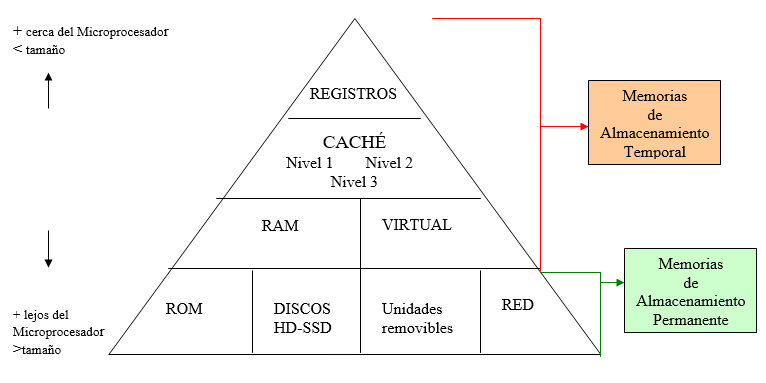 + cerca del Microprocesador
< tamaño
REGISTROS
CACHÉ
Nivel 1 Nivel 2
Nivel 3
RAM
VIRTUAL
ROM
DISCOS
HD-SSD
Unidades
removibles
RED
+ lejos del
Microprocesador
>tamaño
Memorias
de
Almacenamiento
Temporal
Memorias
de
Almacenamiento
Permanente